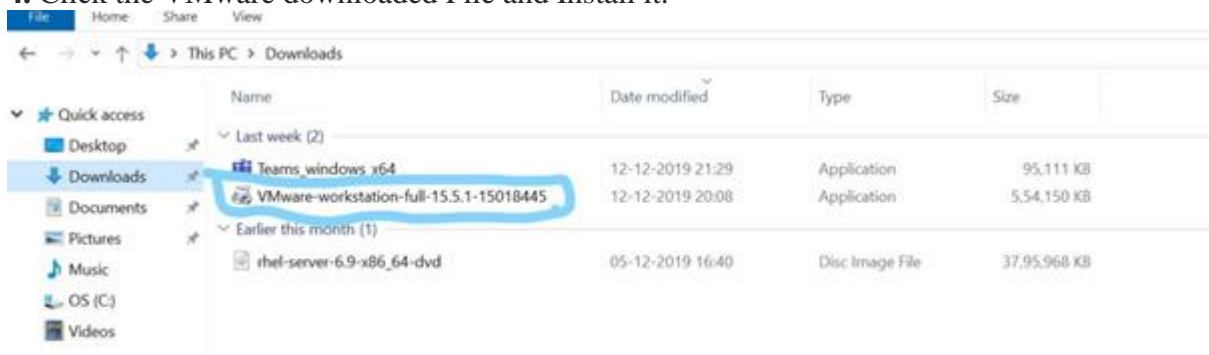 4. Click the VMware downloaded File and Install it.
File Home Share View
This PC > Downloads
Name Date modified Type Size
Quick access
Last week (2)
Desktop
Teams_windows_x64 12-12-2019 21:29 Application 95,111 KB
Downloads
VMware-workstation-full-15.5.1-15018445 12-12-2019 20:08 Application 5,54,150 KB
Documents
Earlier this month (1)
Pictures
rhel-server-6.9-x86_64-dvd 05-12-2019 16:40 Disc Image File 37,95,968 KB
Music
OS (C:)
Videos